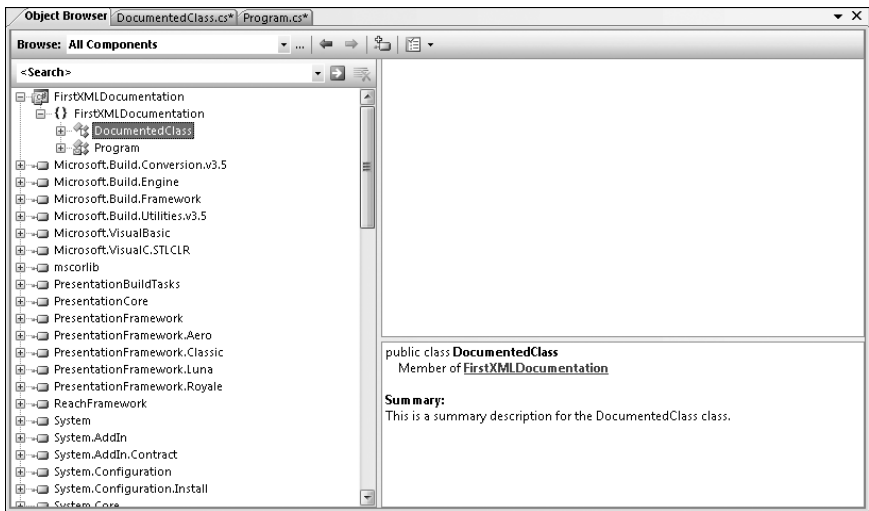 Object Browser DocumentedClass.cs* Program.cs*
Browse: All Components
<Search>
FirstXMLDocumentation
{} FirstXMLDocumentation
DocumentedClass
Program
Microsoft.Build.Conversion.v3.5
Microsoft.Build.Engine
Microsoft.Build.Framework
Microsoft.Build.Utilities.v3.5
Microsoft.VisualBasic
Microsoft.VisualC.STLCLR
mscorlib
PresentationBuildTasks
PresentationCore
PresentationFramework
PresentationFramework.Aero
PresentationFramework.Classic
PresentationFramework.Luna
PresentationFramework.Royale
ReachFramework
System
System.AddIn
System.AddIn.Contract
System.Configuration
System.Configuration.Install
System.Core
public class DocumentedClass
Member of FirstXMLDocumentation
Summary:
This is a summary description for the DocumentedClass class.